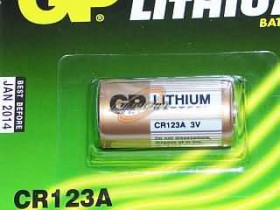 GP LITHIUM
BAT
BEST BEFORE
JAN 2014
GP LITHIUM
CR123A 3V
CR123A